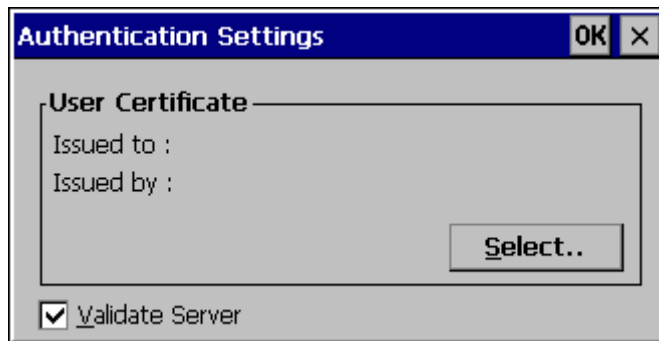 Authentication Settings OK ×
User Certificate
Issued to :
Issued by :
Select..
Validate Server